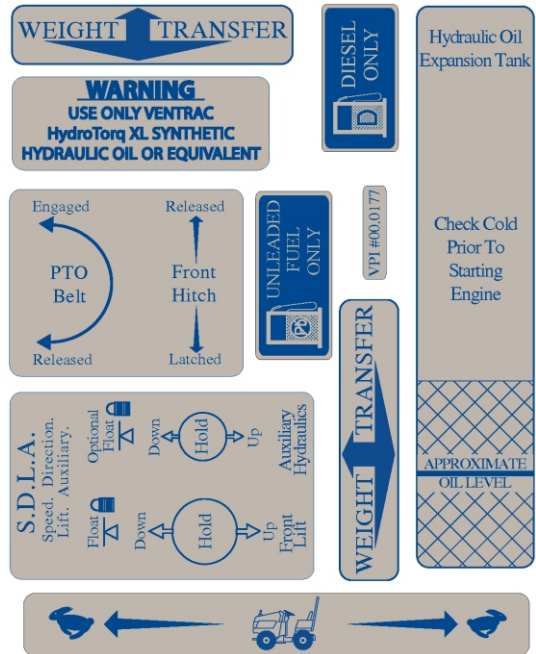 WEIGHT TRANSFER
WARNING
USE ONLY VENTRAC
HydroTorq XL SYNTHETIC
HYDRAULIC OIL OR EQUIVALENT
DIESEL
ONLY
D
Hydraulic Oil
Expansion Tank
Check Cold
Prior To
Starting
Engine
APPROXIMATE
OIL LEVEL
Engaged
PTO
Belt
Released
Released
Front
Hitch
Latched
UNLEADED
FUEL
ONLY
Pb
VPI #00.0177
WEIGHT TRANSFER
S.D.L.A.
Speed. Direction.
Lift. Auxiliary.
Optional
Float
Down
Hold
Up
Auxiliary
Hydraulics
Float
Down
Hold
Up
Front
Lift